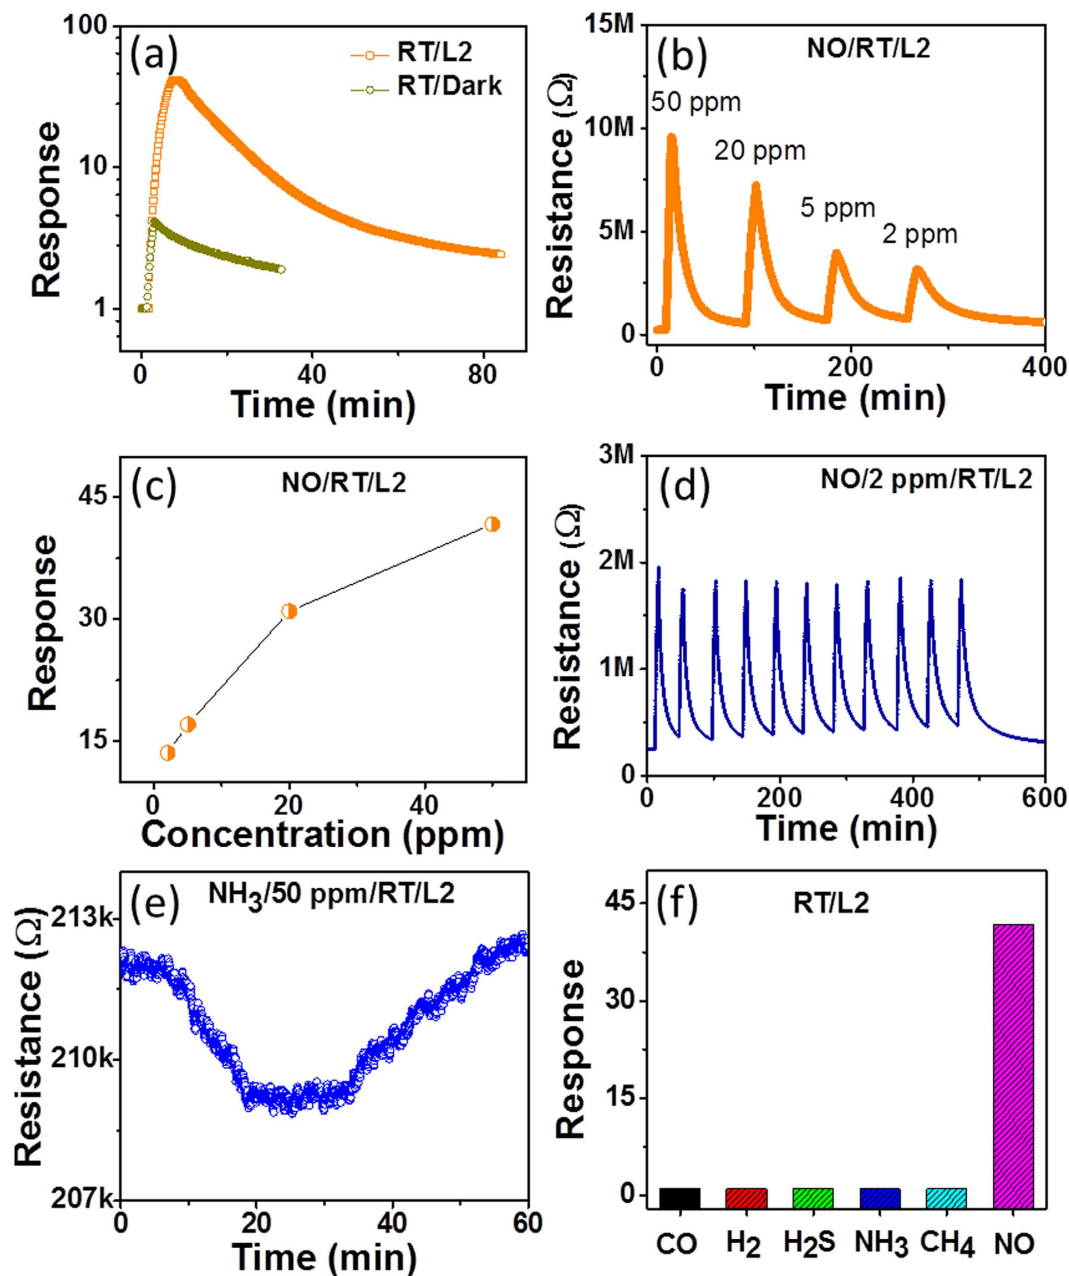 (a)
RT/L2
RT/Dark
100
10
1
Response
0 40 80
Time (min)
(b)
NO/RT/L2
50 ppm
20 ppm
5 ppm
2 ppm
15M
10M
5M
0
Resistance (Ω)
0 200 400
Time (min)
(c)
NO/RT/L2
45
30
15
Response
0 20 40
Concentration (ppm)
(d)
NO/2 ppm/RT/L2
3M
2M
1M
0
Resistance (Ω)
0 200 400 600
Time (min)
(e)
NH3/50 ppm/RT/L2
213k
210k
207k
Resistance (Ω)
0 20 40 60
Time (min)
(f)
RT/L2
45
30
15
0
Response
CO H2 H2S NH3 CH4 NO